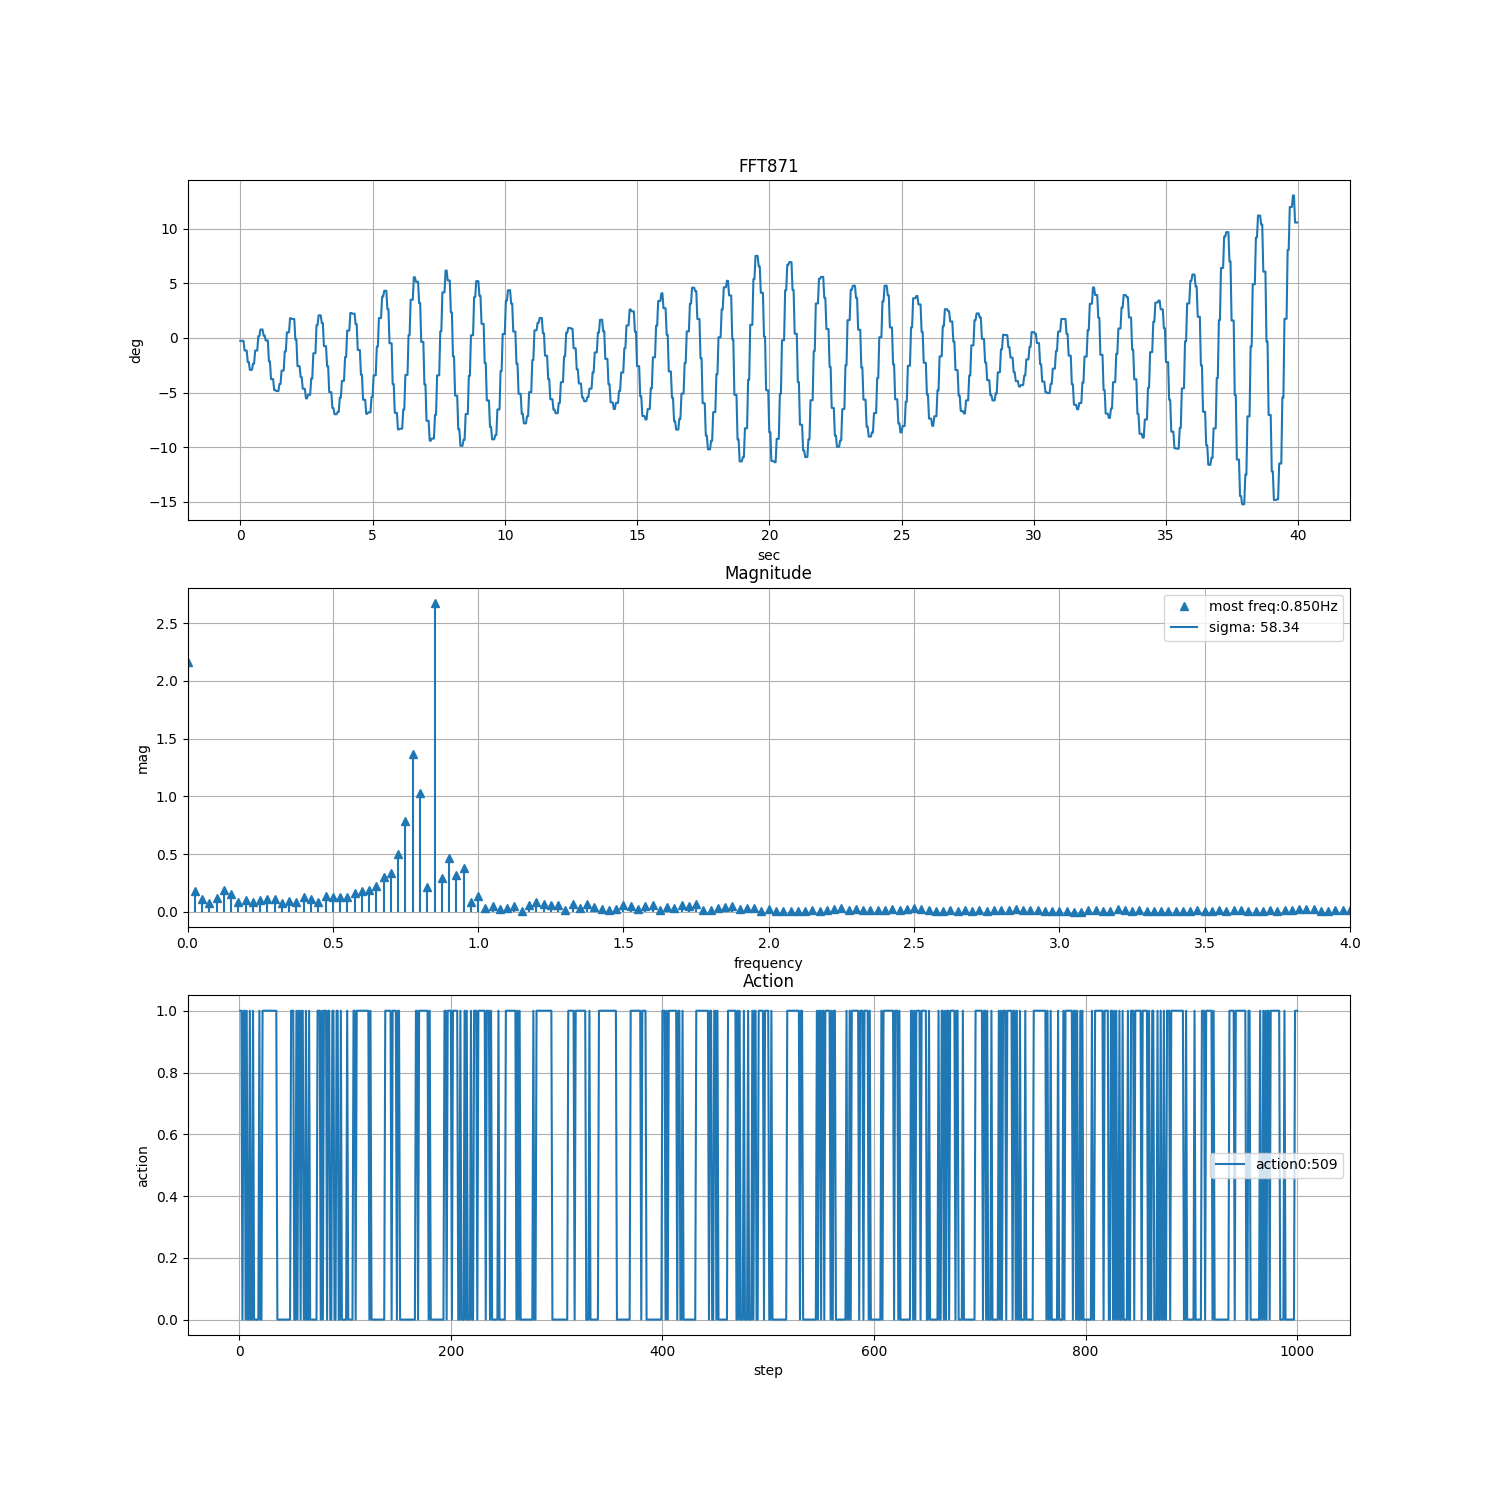 FFT871
10
5
0
−5
−10
−15
deg
0 5 10 15 20 25 30 35 40
sec
Magnitude
most freq:0.850Hz
sigma: 58.34
2.5
2.0
1.5
1.0
0.5
0.0
mag
0.0 0.5 1.0 1.5 2.0 2.5 3.0 3.5 4.0
frequency
Action
1.0
0.8
0.6
0.4
0.2
0.0
action
action0:509
0 200 400 600 800 1000
step